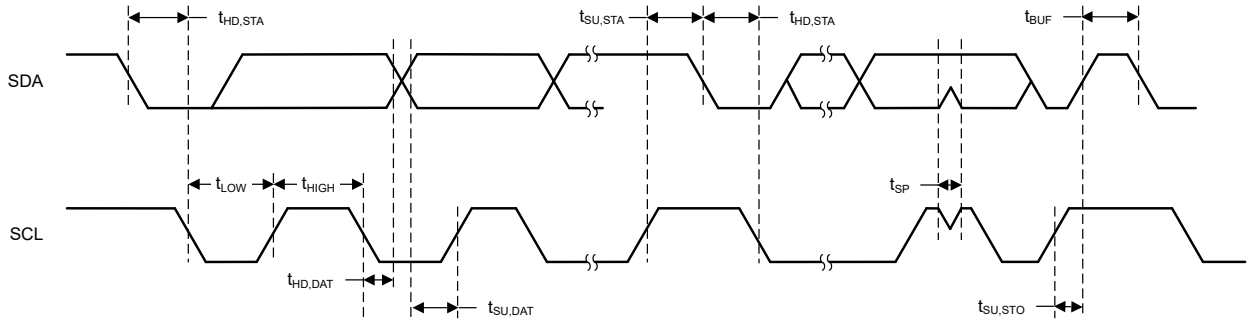 tHD,STA
tSU,STA
tHD,STA
tBUF
SDA
tLOW
tHIGH
tSP
SCL
tHD,DAT
tSU,DAT
tSU,STO